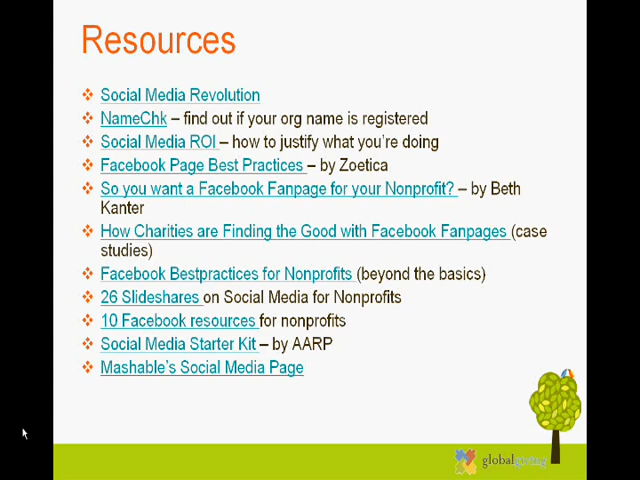 Resources
Social Media Revolution
NameChk – find out if your org name is registered
Social Media ROI – how to justify what you're doing
Facebook Page Best Practices – by Zoetica
So you want a Facebook Fanpage for your Nonprofit? – by Beth
Kanter
How Charities are Finding the Good with Facebook Fanpages (case
studies)
Facebook Bestpractices for Nonprofits (beyond the basics)
26 Slideshares on Social Media for Nonprofits
10 Facebook resources for nonprofits
Social Media Starter Kit – by AARP
Mashable's Social Media Page
globalgiving